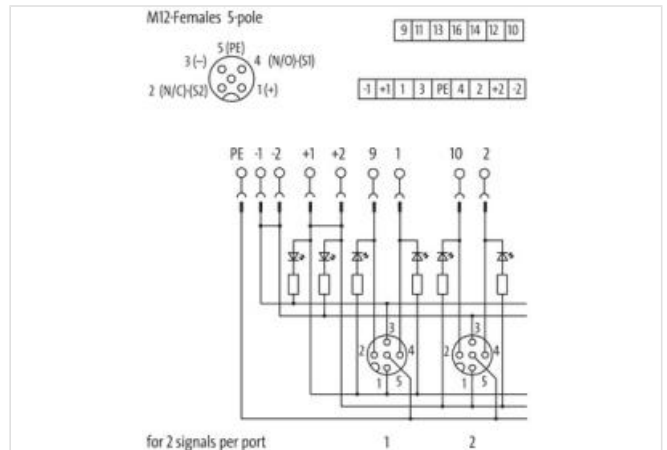 M12-Females 5-pole
9 11 13 16 14 12 10
5 (PE)
3 (–) 4 (N/O)-(S1)
2 (N/C)-(S2) 1 (+)
-1 +1 1 3 PE 4 2 +2 -2
PE -1 -2 +1 +2 9 1 10 2
3 3
2 4 2 4
1 5 1 5
for 2 signals per port 1 2